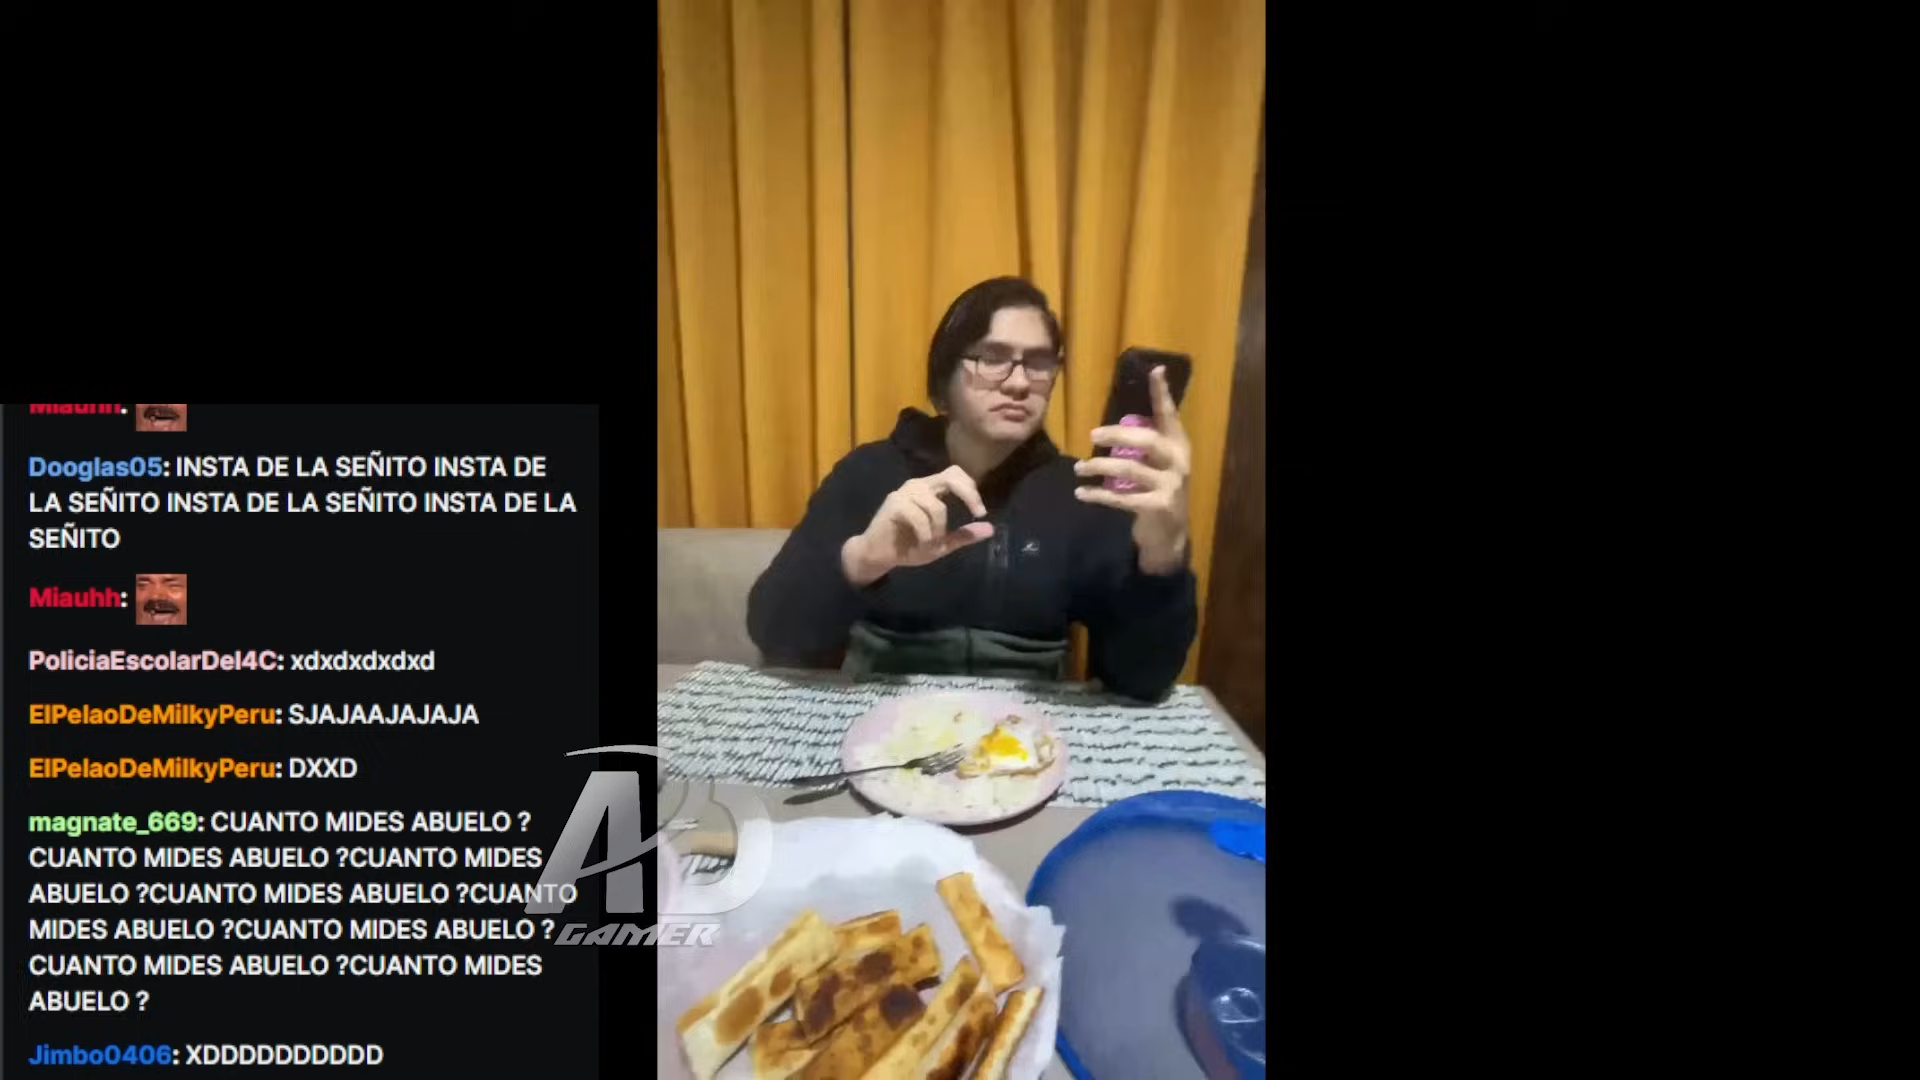 Miauhh:
Dooglas05: INSTA DE LA SEÑITO INSTA DE
LA SEÑITO INSTA DE LA SEÑITO INSTA DE LA
SEÑITO
Miauhh:
PoliciaEscolarDel4C: xdxdxdxdxd
ElPelaoDeMilkyPeru: SJAJAAJAJAJA
ElPelaoDeMilkyPeru: DXXD
magnate_669: CUANTO MIDES ABUELO ?
CUANTO MIDES ABUELO ?CUANTO MIDES
ABUELO ?CUANTO MIDES ABUELO ?CUANTO
MIDES ABUELO ?CUANTO MIDES ABUELO ?
CUANTO MIDES ABUELO ?CUANTO MIDES
ABUELO ?
Jimbo0406: XDDDDDDDDDD
AD
GAMER